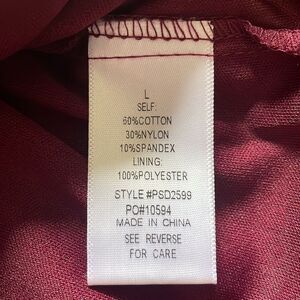 L
SELF:
60%COTTON
30%NYLON
10%SPANDEX
LINING:
100%POLYESTER
STYLE #PSD2599
PO#10594
MADE IN CHINA
SEE REVERSE
FOR CARE